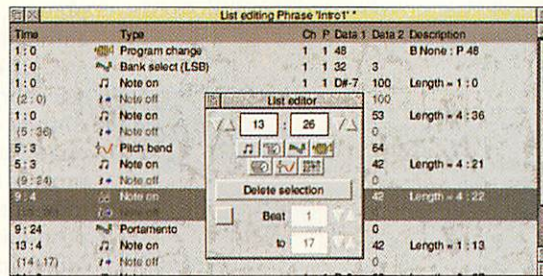 List editing Phrase 'Intro1' *
Time Type Ch P Data 1 Data 2 Description
1 : 0 Program change 1 1 48 B None : P 48
1 : 0 Bank select (LSB) 1 1 32 3
1 : 0 Note on 1 1 D#-7 100 Length = 1 : 0
(2 : 0) Note off 100
1 : 0 Note on 53 Length = 4 : 36
(5 : 36) Note off 0
5 : 3 Pitch bend 64
5 : 3 Note on 42 Length = 4 : 21
(9 : 24) Note off 0
9 : 4 Note on 42 Length = 4 : 22
9 : 24 Portamento 0
13 : 4 Note on 42 Length = 1 : 13
(14 : 17) Note off 0
List editor
13 : 26
Delete selection
Beat 1
to 17